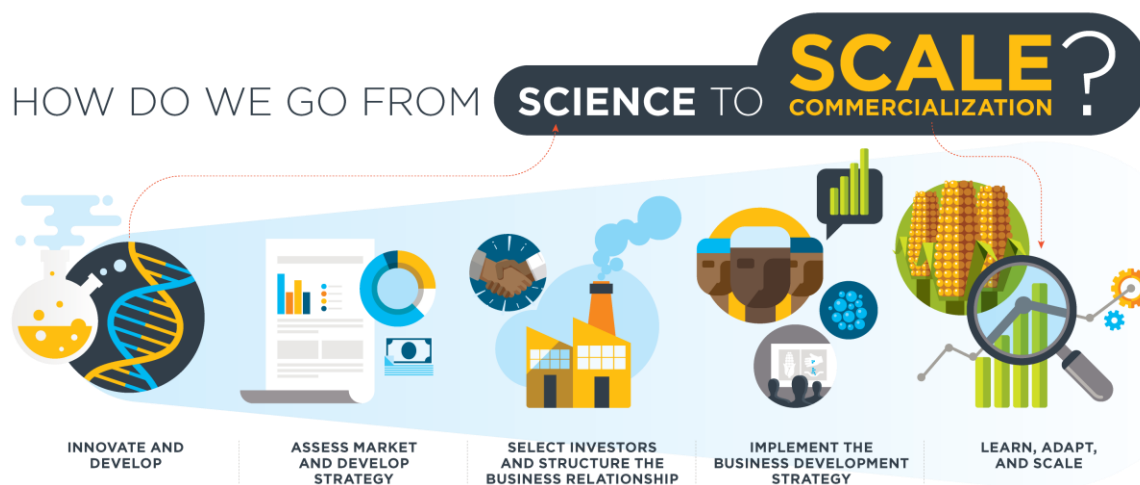 HOW DO WE GO FROM SCIENCE TO SCALE COMMERCIALIZATION?
INNOVATE AND
DEVELOP
ASSESS MARKET
AND DEVELOP
STRATEGY
SELECT INVESTORS
AND STRUCTURE THE
BUSINESS RELATIONSHIP
IMPLEMENT THE
BUSINESS DEVELOPMENT
STRATEGY
LEARN, ADAPT,
AND SCALE